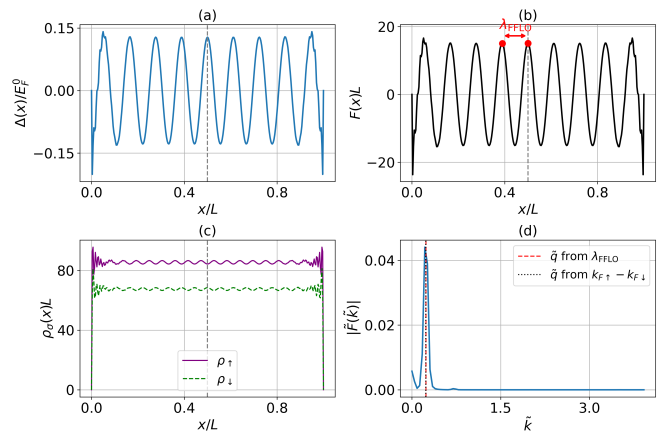 (a)
0.15
0.00
−0.15
Δ(x)/E_F^0
0.0
0.4
0.8
x/L
(b)
λ_FFLO
20
0
−20
F(x)L
0.0
0.4
0.8
x/L
(c)
80
40
0
ρ_σ(x)L
ρ↑
ρ↓
0.0
0.4
0.8
x/L
(d)
q̃ from λ_FFLO
q̃ from k_F↑ − k_F↓
0.04
0.02
0.00
|F̃(k̃)|
0.0
1.5
3.0
k̃